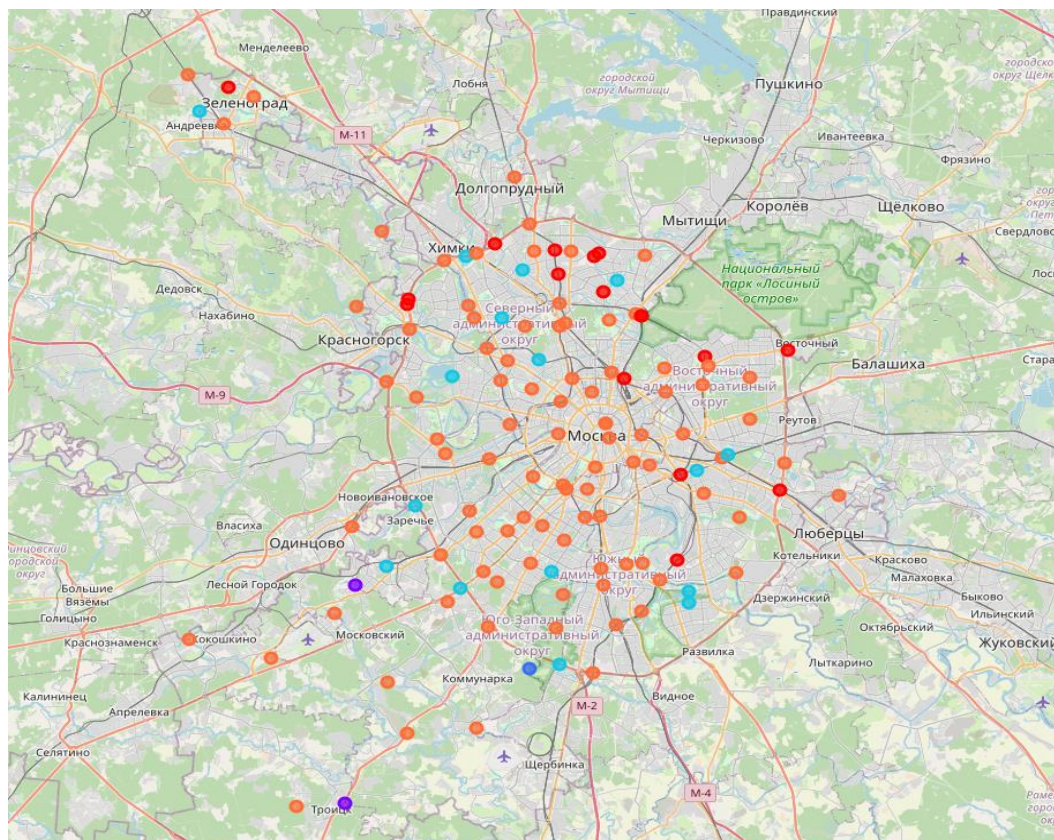 Правдинский
Менделеево
городской
округ Щёлк
Лобня
городской
округ Мытищи
Пушкино
Зеленоград
Андреевк
М-11
Черкизово
Ивантеевка
Фрязино
Долгопрудный
Королёв
Щёлково
Мытищи
Свердловск
Химки
Национальный
парк «Лосиный
остров»
Дедовск
Нахабино
Северный
административный
округ
Красногорск
Восточный
Балашиха
Восточный
административный
округ
М-9
Реутов
Москва
Новоивановское
Власиха
Заречье
Одинцово
Люберцы
Котельники
Красково
Малаховка
Лесной Городок
Большие
Вязёмы
Голицыно
Южный
административный
округ
Дзержинский
Быково
Ильинский
Краснознаменск
Кокошкино
Московский
Юго-Западный
административный
округ
Октябрьский
Жуковский
Развилка
Лыткарино
Калининец
Коммунарка
Видное
Апрелевка
М-2
Селятино
Щербинка
М-4
Троицк